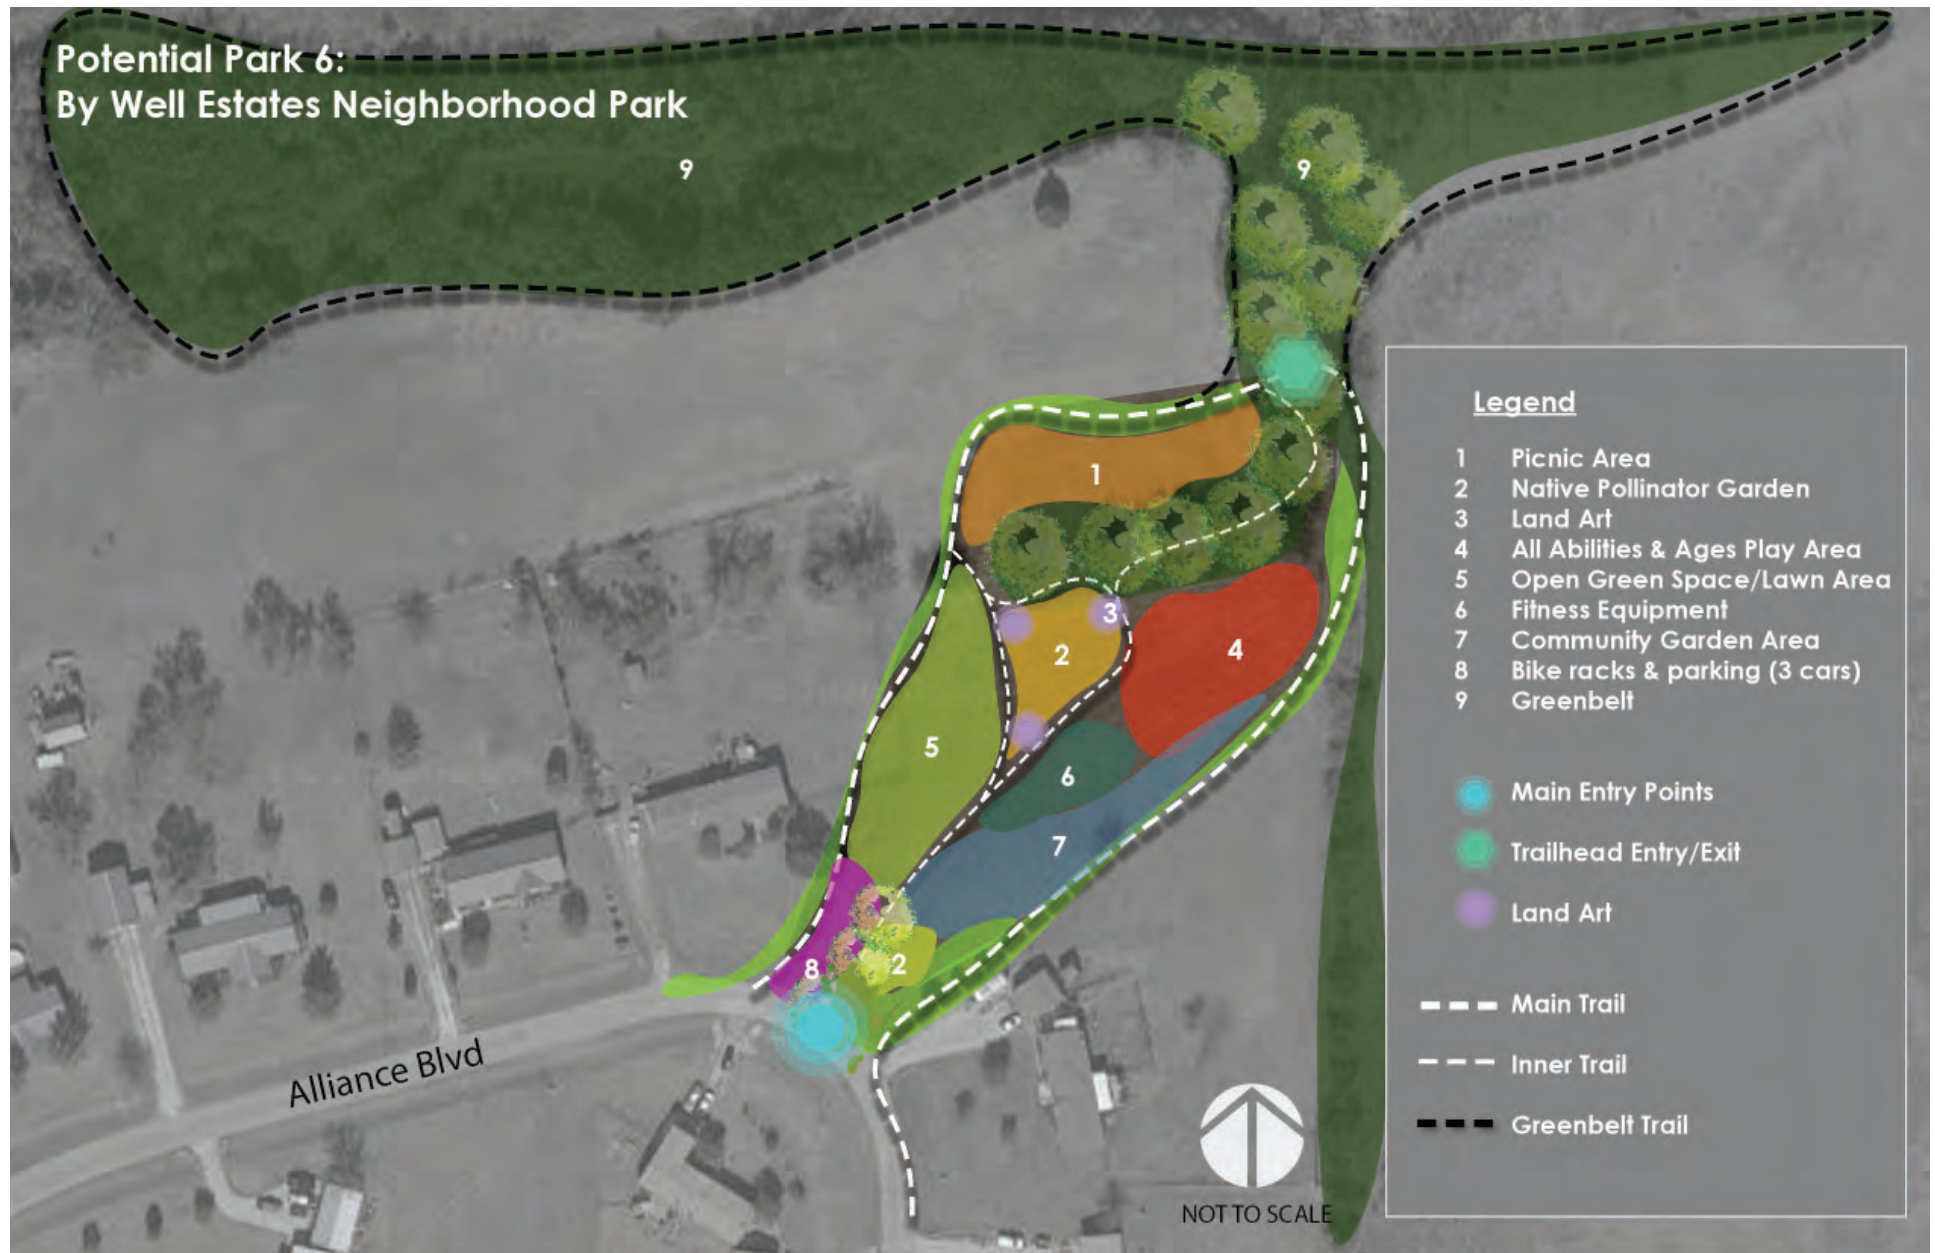 Potential Park 6:
By Well Estates Neighborhood Park
9
9
1
3
2
4
5
6
7
8
2
Alliance Blvd
NOT TO SCALE
Legend
1 Picnic Area
2 Native Pollinator Garden
3 Land Art
4 All Abilities & Ages Play Area
5 Open Green Space/Lawn Area
6 Fitness Equipment
7 Community Garden Area
8 Bike racks & parking (3 cars)
9 Greenbelt
Main Entry Points
Trailhead Entry/Exit
Land Art
Main Trail
Inner Trail
Greenbelt Trail